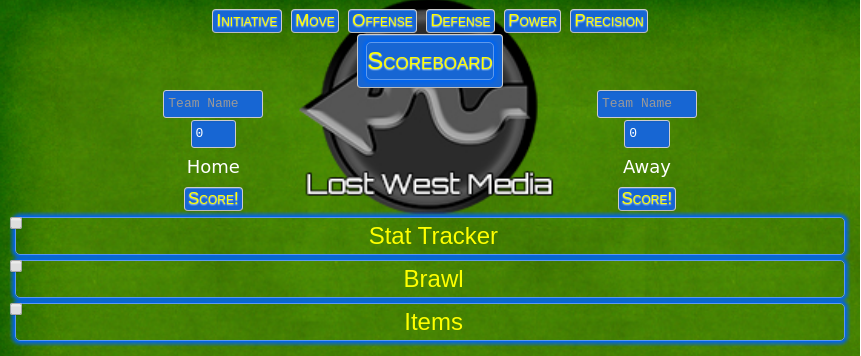 Initiative Move Offense Defense Power Precision
Scoreboard
Team Name Team Name
0 0
Home Away
Lost West Media
Score! Score!
Stat Tracker
Brawl
Items